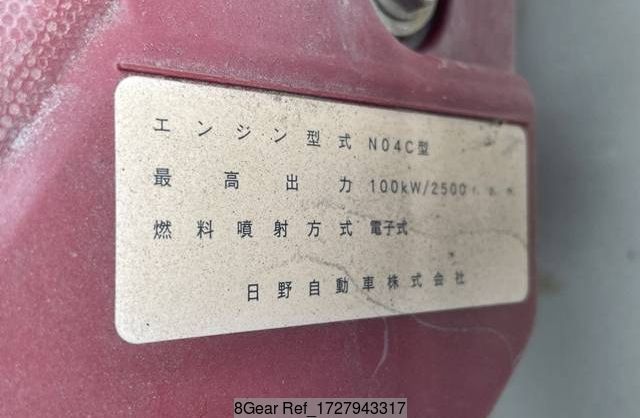 エンジン型式 N04C型
最高出力 100kW/2500r.p.m
燃料噴射方式 電子式
日野自動車株式会社
8Gear Ref_1727943317